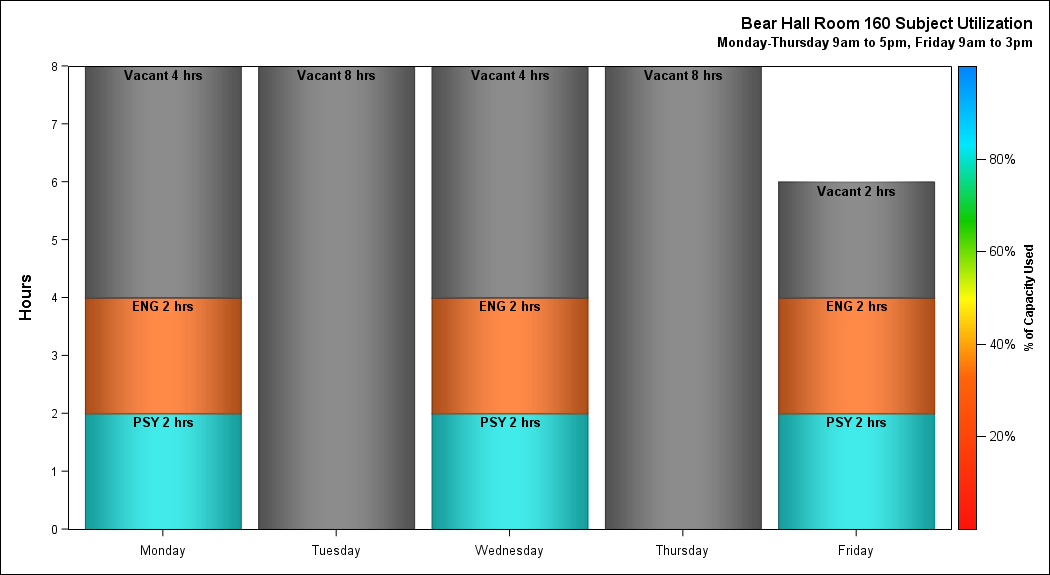 Bear Hall Room 160 Subject Utilization
Monday-Thursday 9am to 5pm, Friday 9am to 3pm
Hours
8
7
6
5
4
3
2
1
0
Vacant 4 hrs
ENG 2 hrs
PSY 2 hrs
Vacant 8 hrs
Vacant 4 hrs
ENG 2 hrs
PSY 2 hrs
Vacant 8 hrs
Vacant 2 hrs
ENG 2 hrs
PSY 2 hrs
Monday
Tuesday
Wednesday
Thursday
Friday
80%
60%
40%
20%
% of Capacity Used